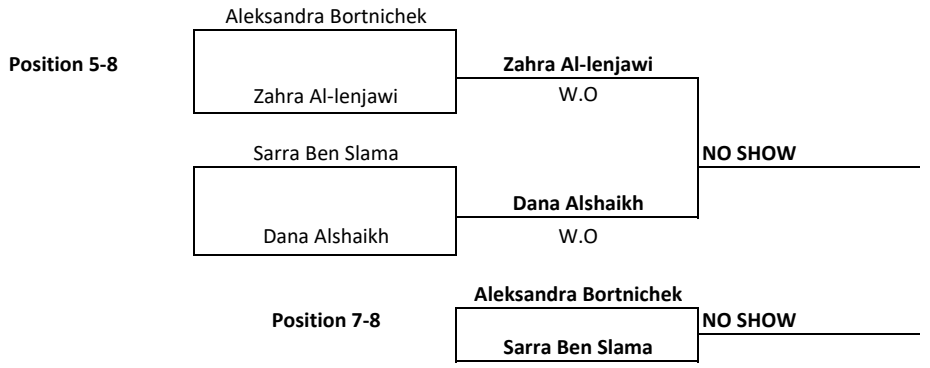 Aleksandra Bortnichek
Position 5-8
Zahra Al-lenjawi
Zahra Al-lenjawi
W.O
Sarra Ben Slama
NO SHOW
Dana Alshaikh
Dana Alshaikh
W.O
Aleksandra Bortnichek
Position 7-8
NO SHOW
Sarra Ben Slama